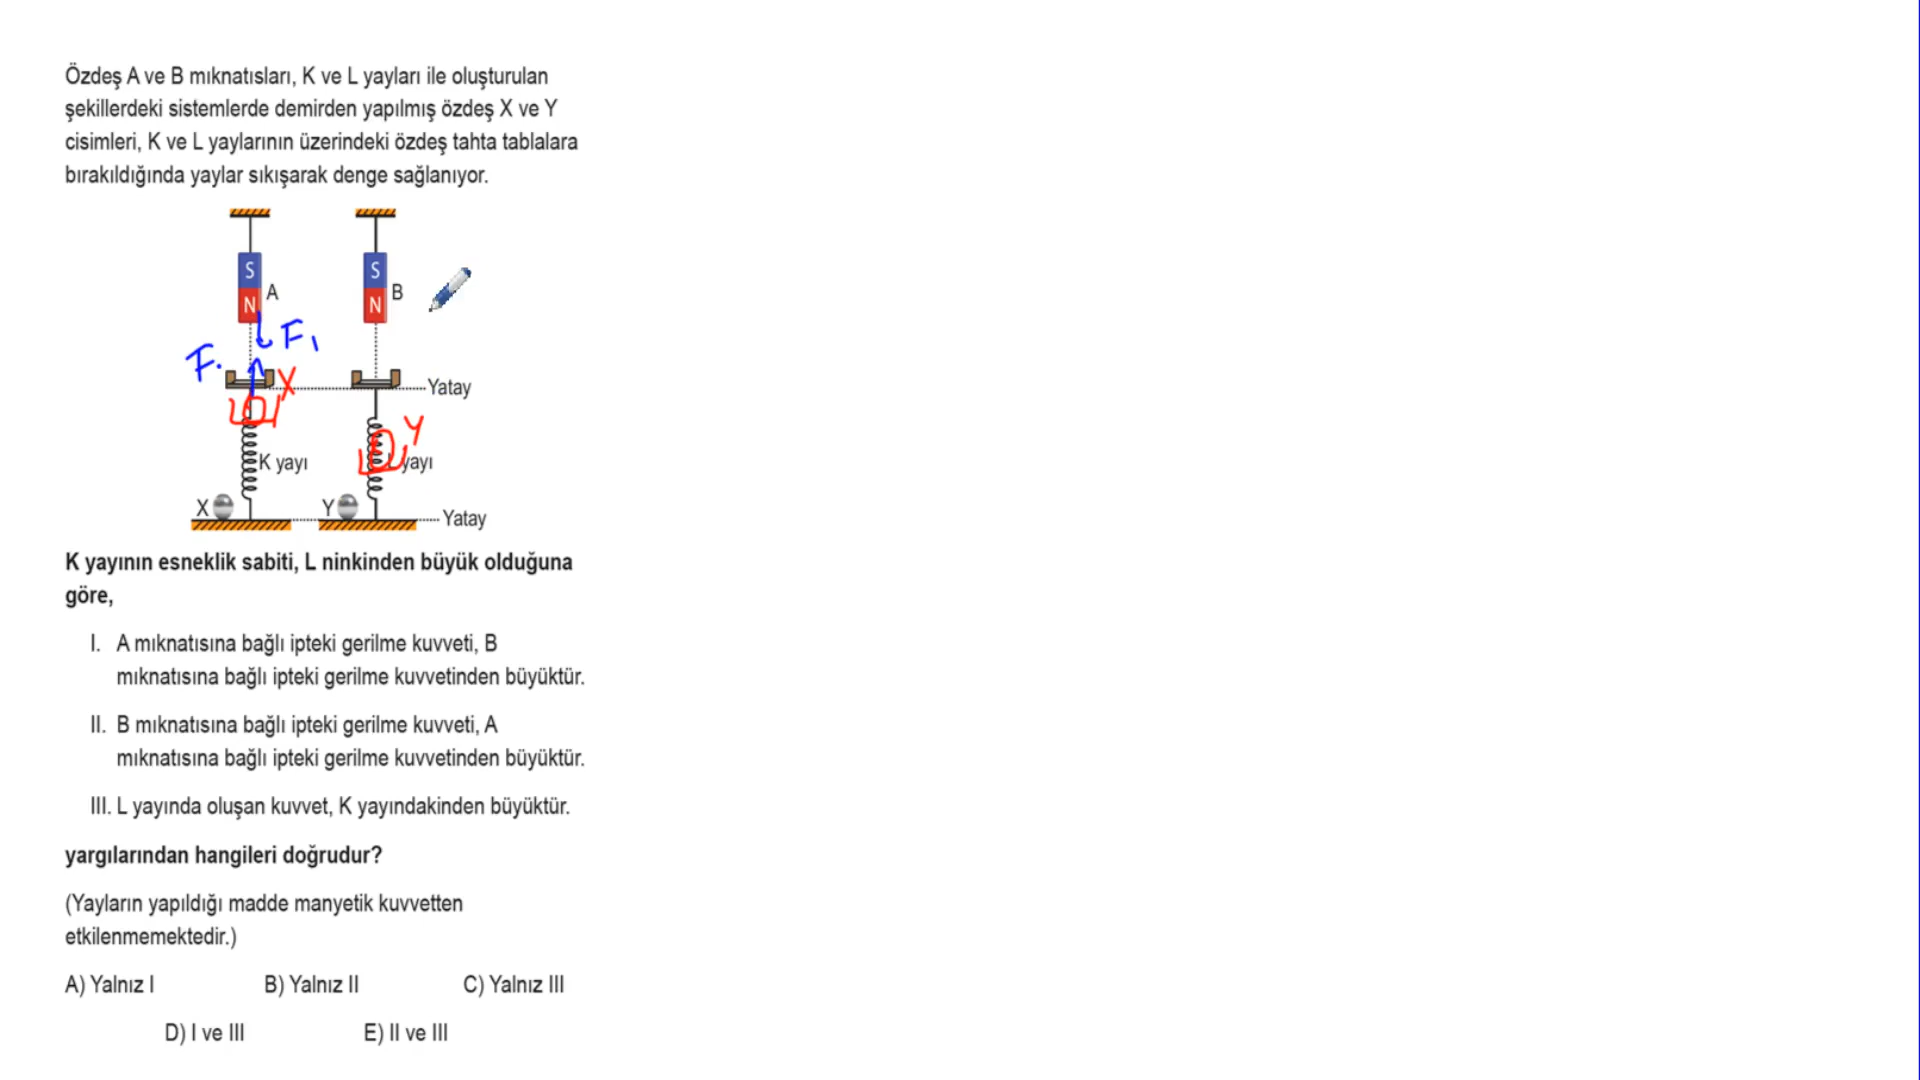 Özdeş A ve B mıknatısları, K ve L yayları ile oluşturulan
şekillerdeki sistemlerde demirden yapılmış özdeş X ve Y
cisimleri, K ve L yaylarının üzerindeki özdeş tahta tablalara
bırakıldığında yaylar sıkışarak denge sağlanıyor.
S S
A B
N N
F₁
F.
X
Yatay
Y
K yayı yayı
X Y
Yatay
K yayının esneklik sabiti, L ninkinden büyük olduğuna
göre,
I. A mıknatısına bağlı ipteki gerilme kuvveti, B
mıknatısına bağlı ipteki gerilme kuvvetinden büyüktür.
II. B mıknatısına bağlı ipteki gerilme kuvveti, A
mıknatısına bağlı ipteki gerilme kuvvetinden büyüktür.
III. L yayında oluşan kuvvet, K yayındakinden büyüktür.
yargılarından hangileri doğrudur?
(Yayların yapıldığı madde manyetik kuvvetten
etkilenmemektedir.)
A) Yalnız I B) Yalnız II C) Yalnız III
D) I ve III E) II ve III